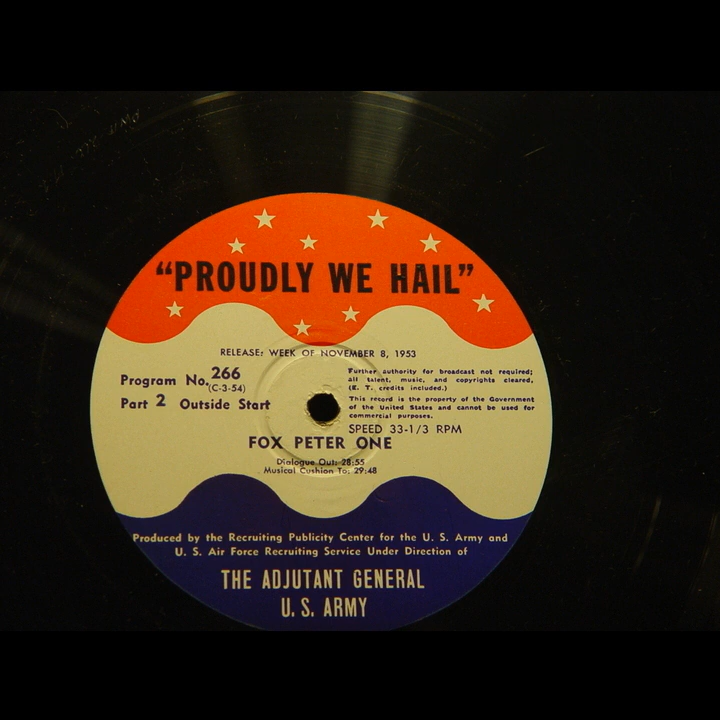 "PROUDLY WE HAIL"
RELEASE: WEEK OF NOVEMBER 8, 1953
Program No. 266
(C-3-54)
Part 2 Outside Start
Further authority for broadcast not required;
all talent, music, and copyrights cleared.
(E. T. credits included.)
This record is the property of the Government
of the United States and cannot be used for
commercial purposes.
SPEED 33-1/3 RPM
FOX PETER ONE
Dialogue Out: 28:55
Musical Cushion To: 29:48
Produced by the Recruiting Publicity Center for the U. S. Army and
U. S. Air Force Recruiting Service Under Direction of
THE ADJUTANT GENERAL
U. S. ARMY